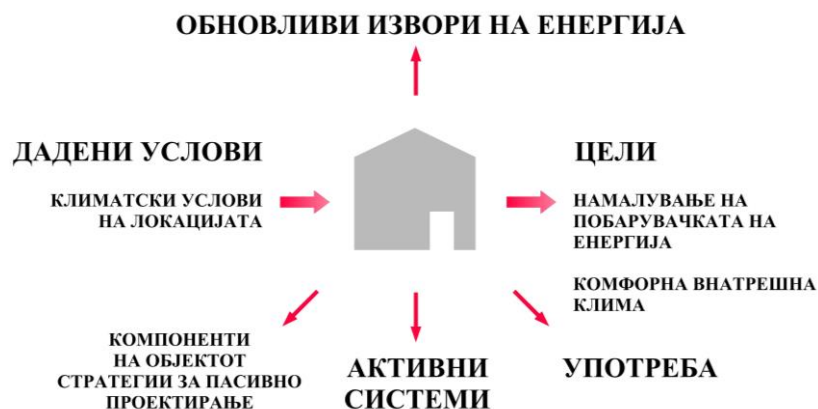 ОБНОВЛИВИ ИЗВОРИ НА ЕНЕРГИЈА
ДАДЕНИ УСЛОВИ
КЛИМАТСКИ УСЛОВИ
НА ЛОКАЦИЈАТА
ЦЕЛИ
НАМАЛУВАЊЕ НА
ПОБАРУВАЧКАТА НА
ЕНЕРГИЈА
КОМФОРНА ВНАТРЕШНА
КЛИМА
КОМПОНЕНТИ
НА ОБЈЕКТОТ
СТРАТЕГИИ ЗА ПАСИВНО
ПРОЕКТИРАЊЕ
АКТИВНИ
СИСТЕМИ
УПОТРЕБА